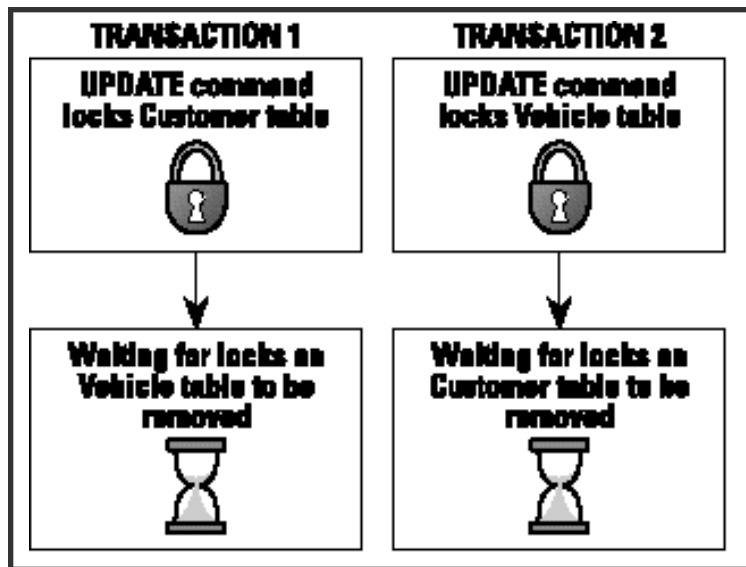 TRANSACTION 1
UPDATE command
locks Customer table
Waiting for locks on
Vehicle table to be
removed
TRANSACTION 2
UPDATE command
locks Vehicle table
Waiting for locks on
Customer table to be
removed